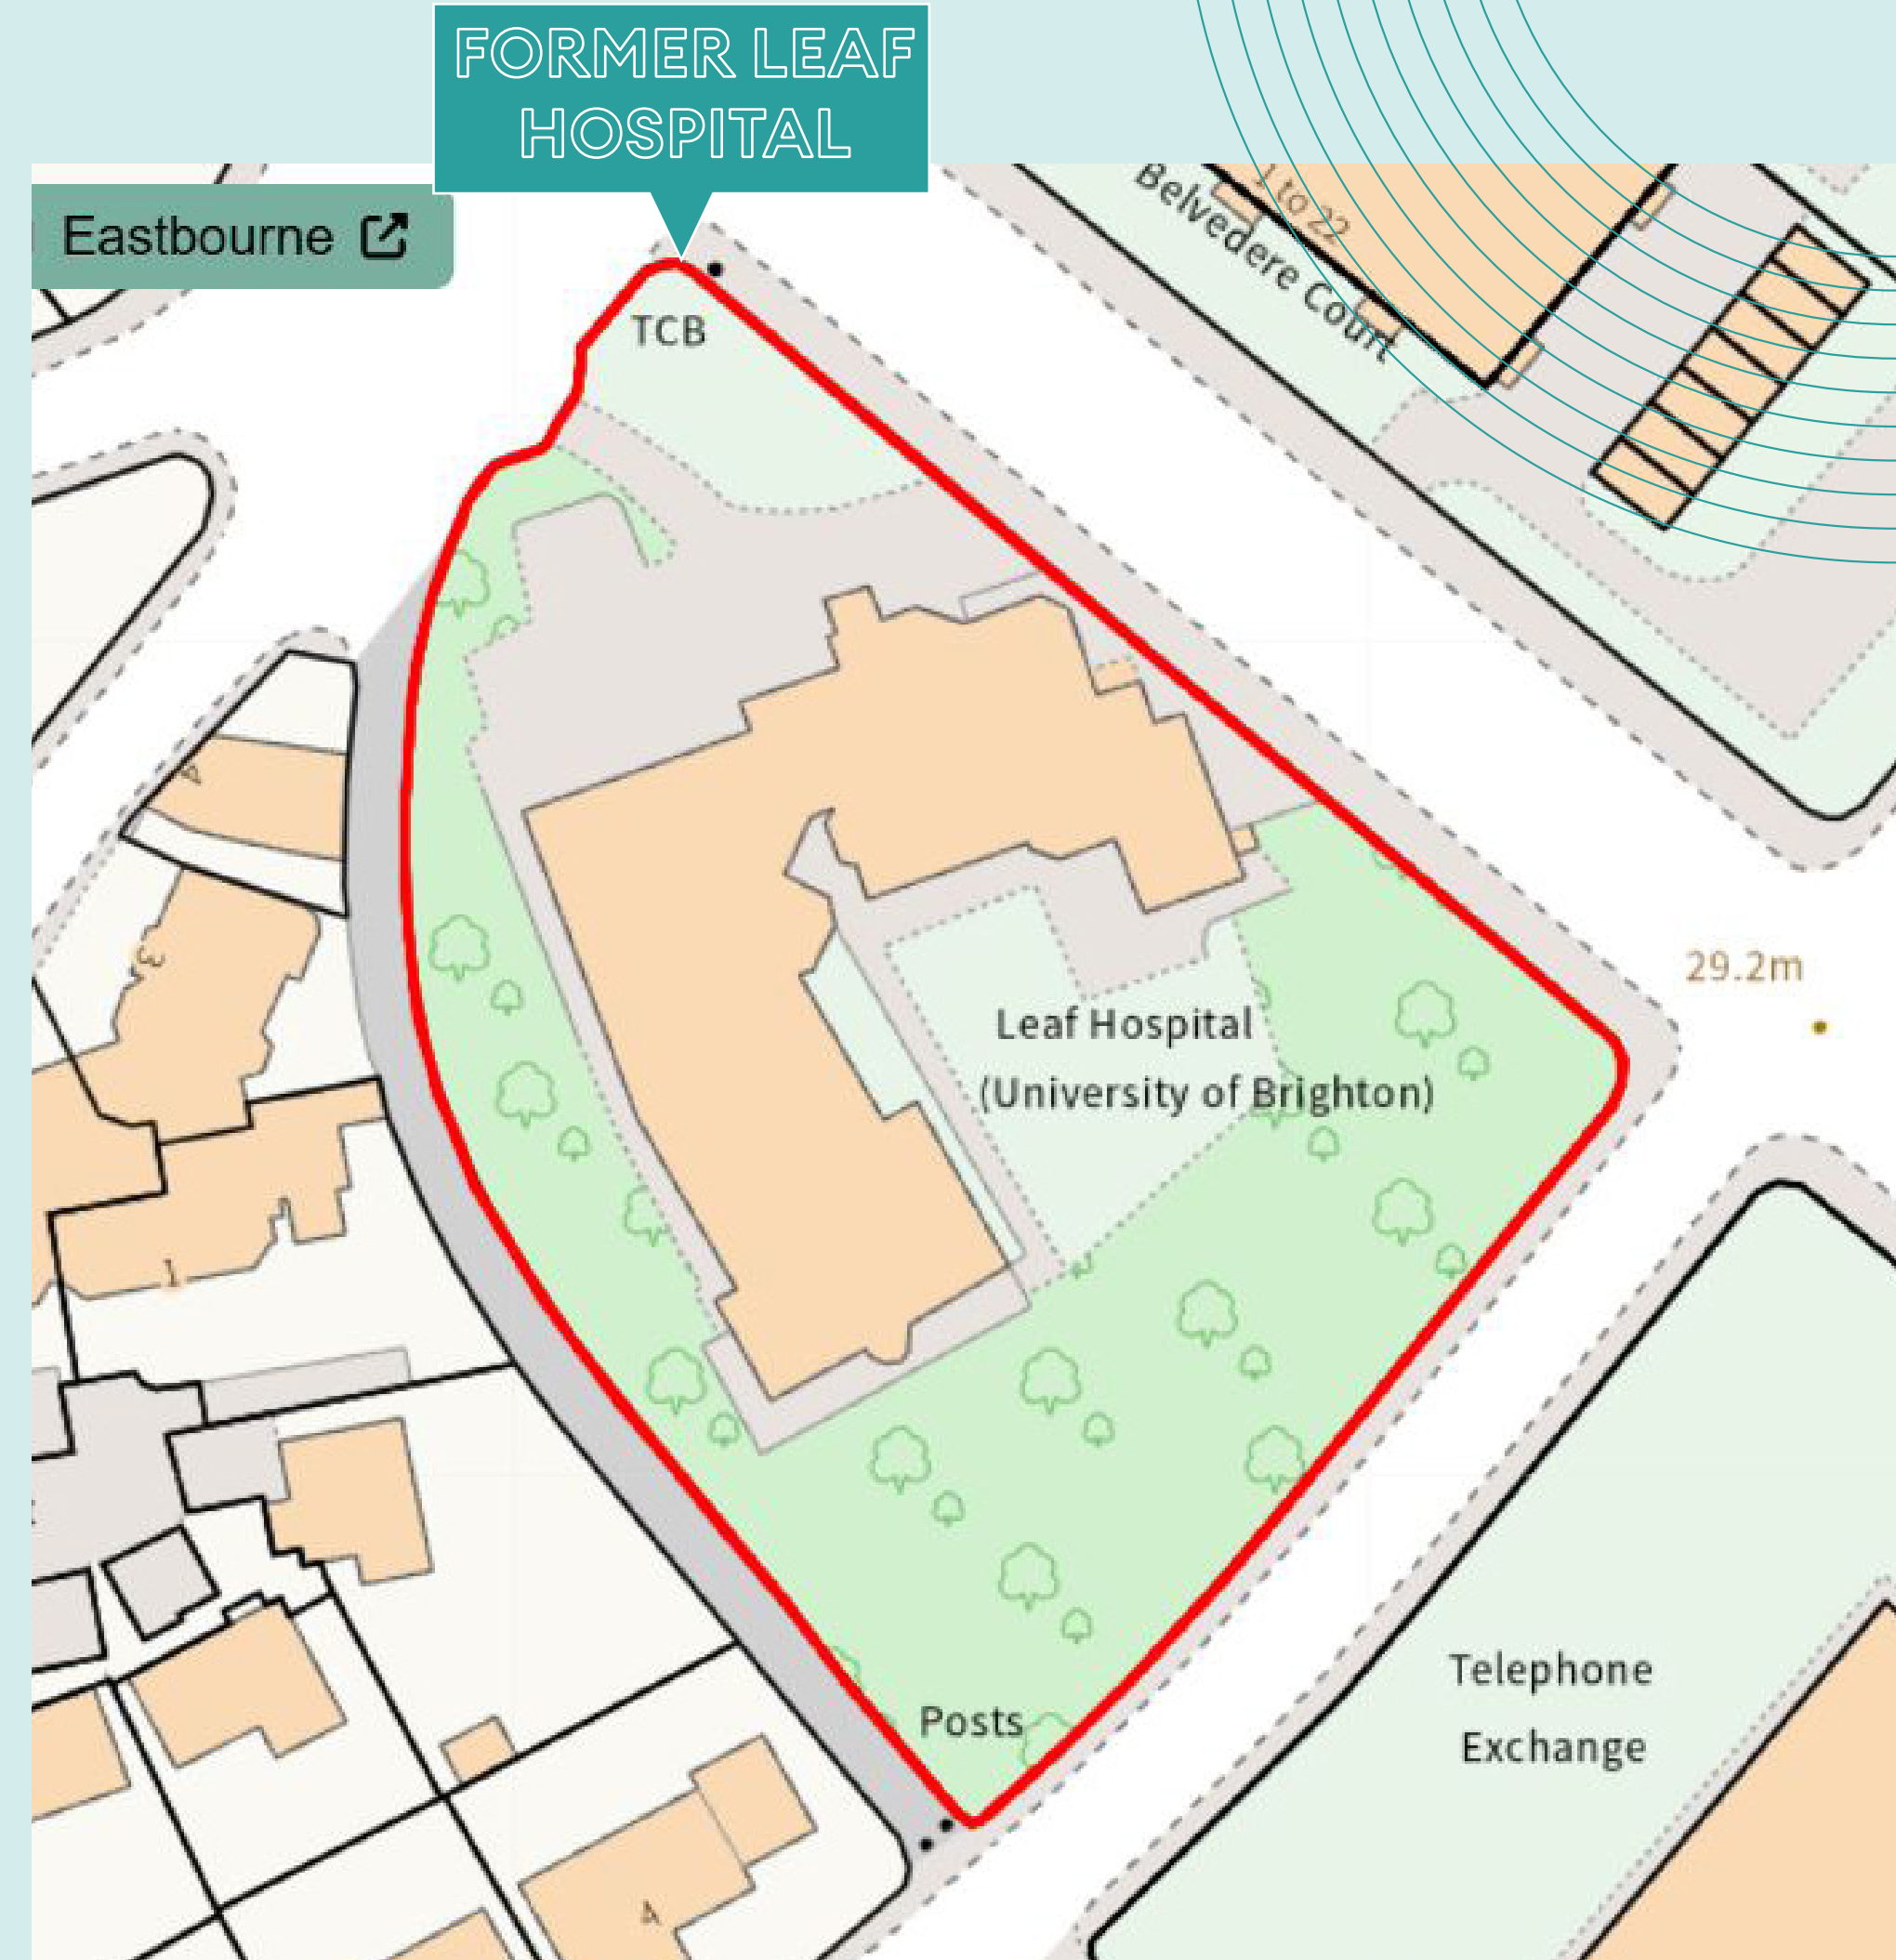 FORMER LEAF
HOSPITAL
Eastbourne
1 to 22
Belvedere Court
TCB
4
3
29.2m
Leaf Hospital
(University of Brighton)
1
Telephone
Exchange
Posts
4